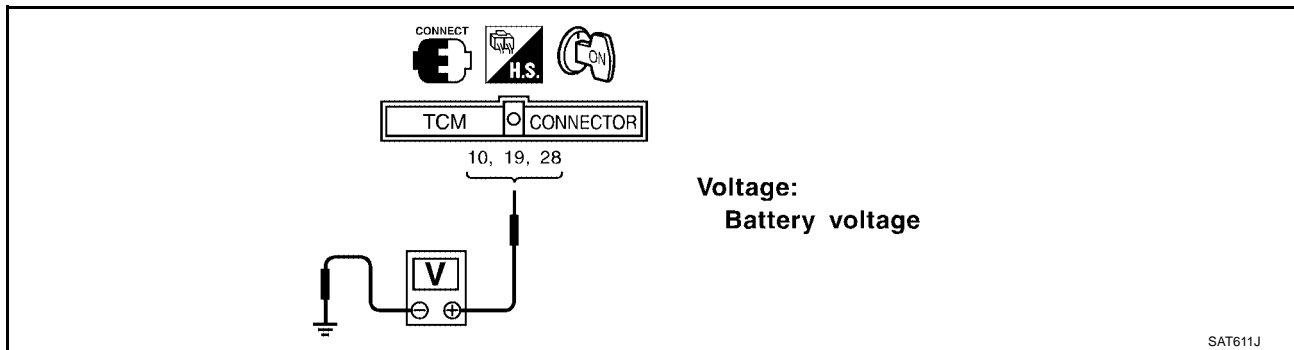 CONNECT
H.S.
ON
TCM CONNECTOR
10, 19, 28
Voltage:
Battery voltage
V
SAT611J